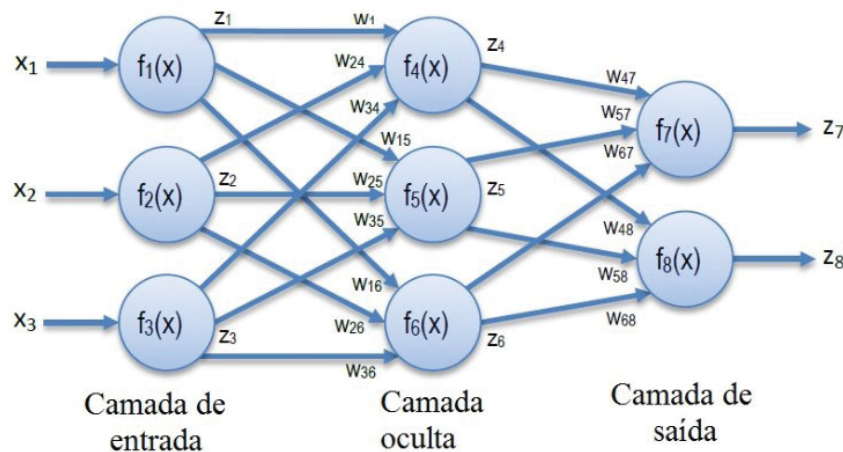 z1
w1
x1
f1(x)
f4(x)
z4
w24
w34
w47
w57
w67
f7(x)
z7
w15
x2
f2(x)
z2
w25
w35
f5(x)
z5
w48
w58
w68
f8(x)
z8
w16
w26
w36
x3
f3(x)
z3
f6(x)
z6
Camada de
entrada
Camada
oculta
Camada de
saída